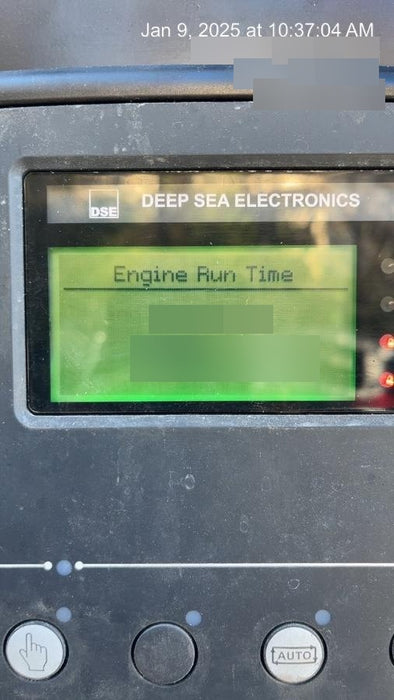 Jan 9, 2025 at 10:37:04 AM
DSE
DEEP SEA ELECTRONICS
Engine Run Time
AUTO